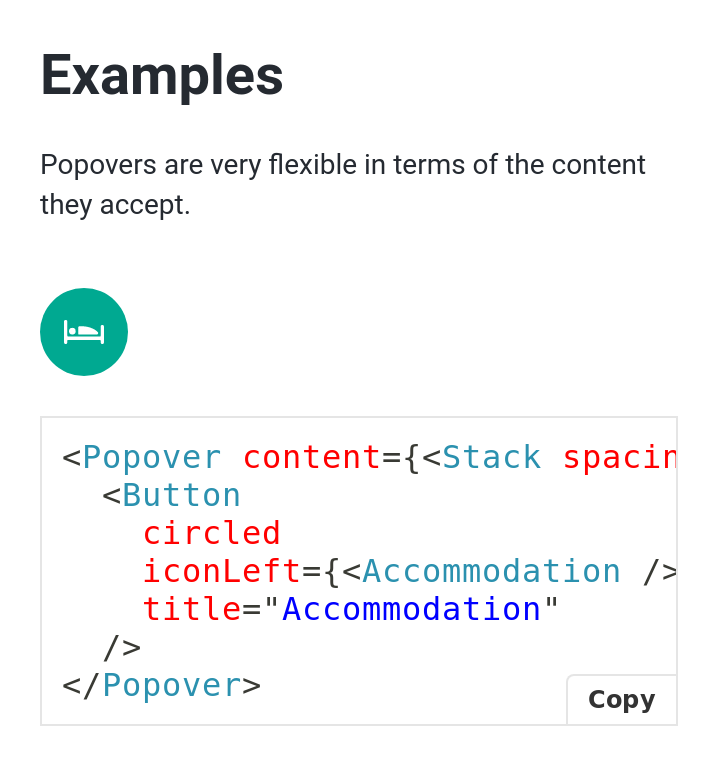 Examples
Popovers are very flexible in terms of the content
they accept.
<Popover content={<Stack spacin
  <Button
    circled
    iconLeft={<Accommodation />
    title="Accommodation"
  />
</Popover>
Copy